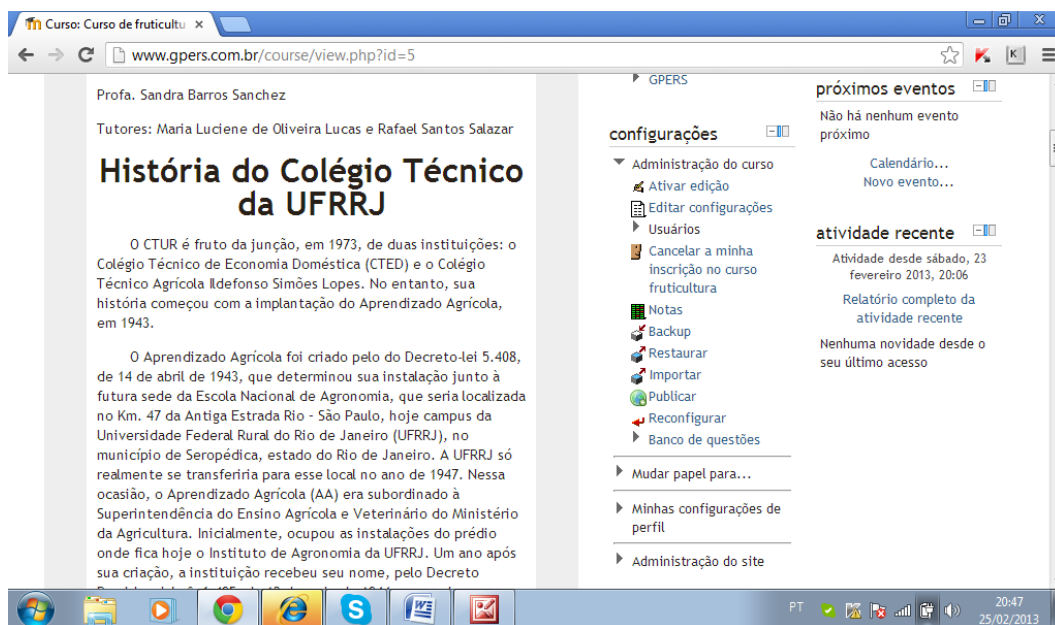 Curso: Curso de fruticultu
www.gpers.com.br/course/view.php?id=5
Profa. Sandra Barros Sanchez
Tutores: Maria Luciene de Oliveira Lucas e Rafael Santos Salazar
História do Colégio Técnico
da UFRRJ
O CTUR é fruto da junção, em 1973, de duas instituições: o
Colégio Técnico de Economia Doméstica (CTED) e o Colégio
Técnico Agrícola Ildefonso Simões Lopes. No entanto, sua
história começou com a implantação do Aprendizado Agrícola,
em 1943.
O Aprendizado Agrícola foi criado pelo do Decreto-lei 5.408,
de 14 de abril de 1943, que determinou sua instalação junto à
futura sede da Escola Nacional de Agronomia, que seria localizada
no Km. 47 da Antiga Estrada Rio - São Paulo, hoje campus da
Universidade Federal Rural do Rio de Janeiro (UFRRJ), no
município de Seropédica, estado do Rio de Janeiro. A UFRRJ só
realmente se transferiria para esse local no ano de 1947. Nessa
ocasião, o Aprendizado Agrícola (AA) era subordinado à
Superintendência do Ensino Agrícola e Veterinário do Ministério
da Agricultura. Inicialmente, ocupou as instalações do prédio
onde fica hoje o Instituto de Agronomia da UFRRJ. Um ano após
sua criação, a instituição recebeu seu nome, pelo Decreto
GPERS
configurações
Administração do curso
Ativar edição
Editar configurações
Usuários
Cancelar a minha
inscrição no curso
fruticultura
Notas
Backup
Restaurar
Importar
Publicar
Reconfigurar
Banco de questões
Mudar papel para...
Minhas configurações de
perfil
Administração do site
próximos eventos
Não há nenhum evento
próximo
Calendário...
Novo evento...
atividade recente
Atividade desde sábado, 23
fevereiro 2013, 20:06
Relatório completo da
atividade recente
Nenhuma novidade desde o
seu último acesso
PT
20:47
25/02/2013